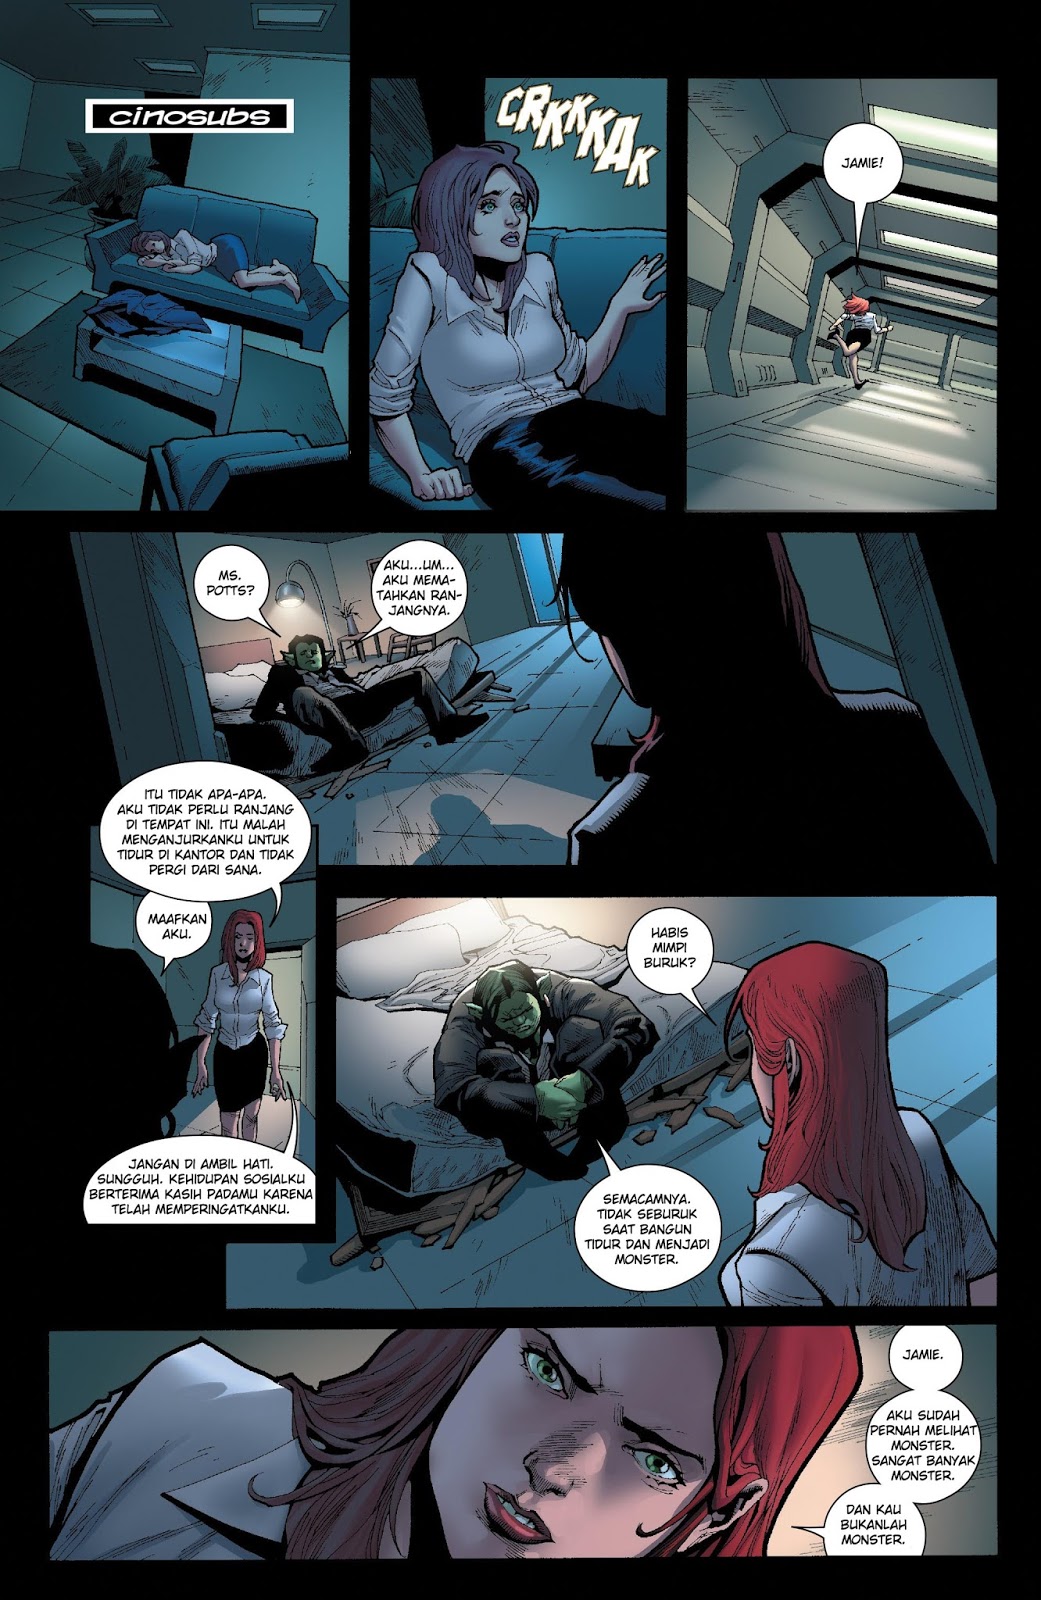 cinosubs
CRKKKAK
JAMIE!
MS.
POTTS?
AKU...UM...
AKU MEMA-
TAHKAN RAN-
JANGNYA.
ITU TIDAK APA-APA.
AKU TIDAK PERLU RANJANG
DI TEMPAT INI. ITU MALAH
MENGANJURKANKU UNTUK
TIDUR DI KANTOR DAN TIDAK
PERGI DARI SANA.
MAAFKAN
AKU.
JANGAN DI AMBIL HATI.
SUNGGUH. KEHIDUPAN SOSIALKU
BERTERIMA KASIH PADAMU KARENA
TELAH MEMPERINGATKANKU.
HABIS
MIMPI
BURUK?
SEMACAMNYA.
TIDAK SEBURUK
SAAT BANGUN
TIDUR DAN MENJADI
MONSTER.
JAMIE.
AKU SUDAH
PERNAH MELIHAT
MONSTER.
SANGAT BANYAK
MONSTER.
DAN KAU
BUKANLAH
MONSTER.